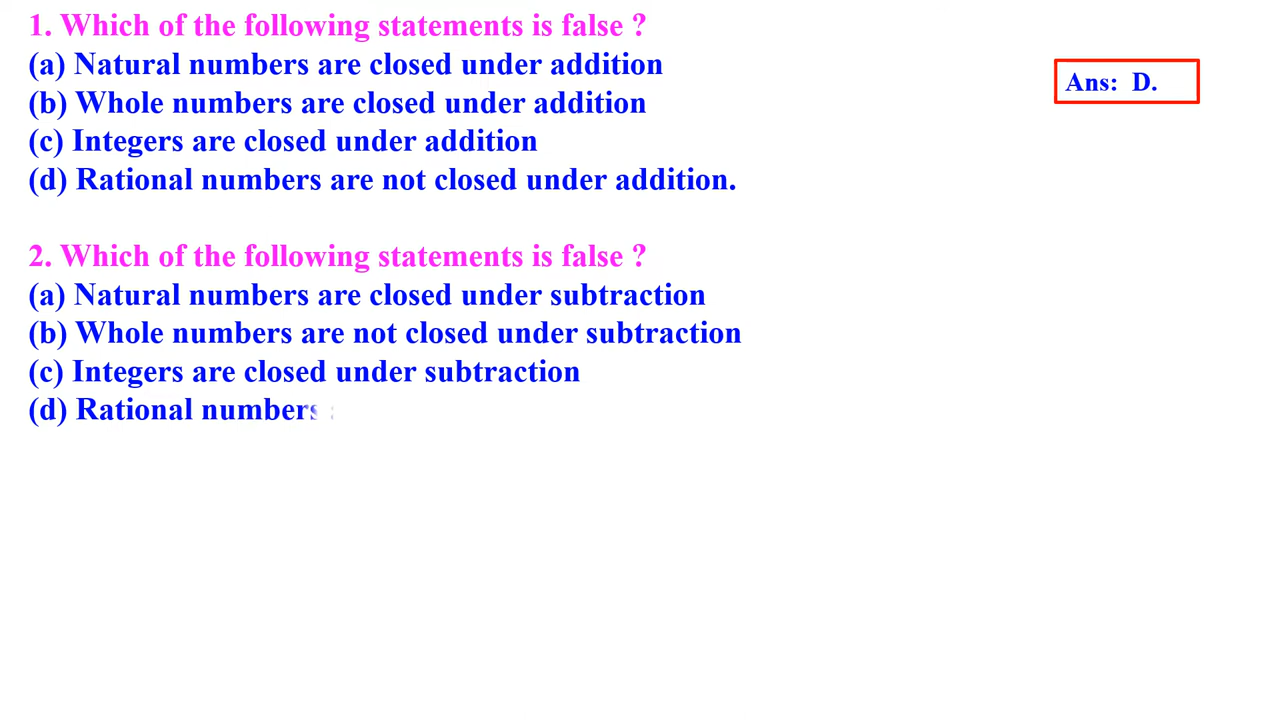 1. Which of the following statements is false ?
(a) Natural numbers are closed under addition
Ans: D.
(b) Whole numbers are closed under addition
(c) Integers are closed under addition
(d) Rational numbers are not closed under addition.
2. Which of the following statements is false ?
(a) Natural numbers are closed under subtraction
(b) Whole numbers are not closed under subtraction
(c) Integers are closed under subtraction
(d) Rational numbers